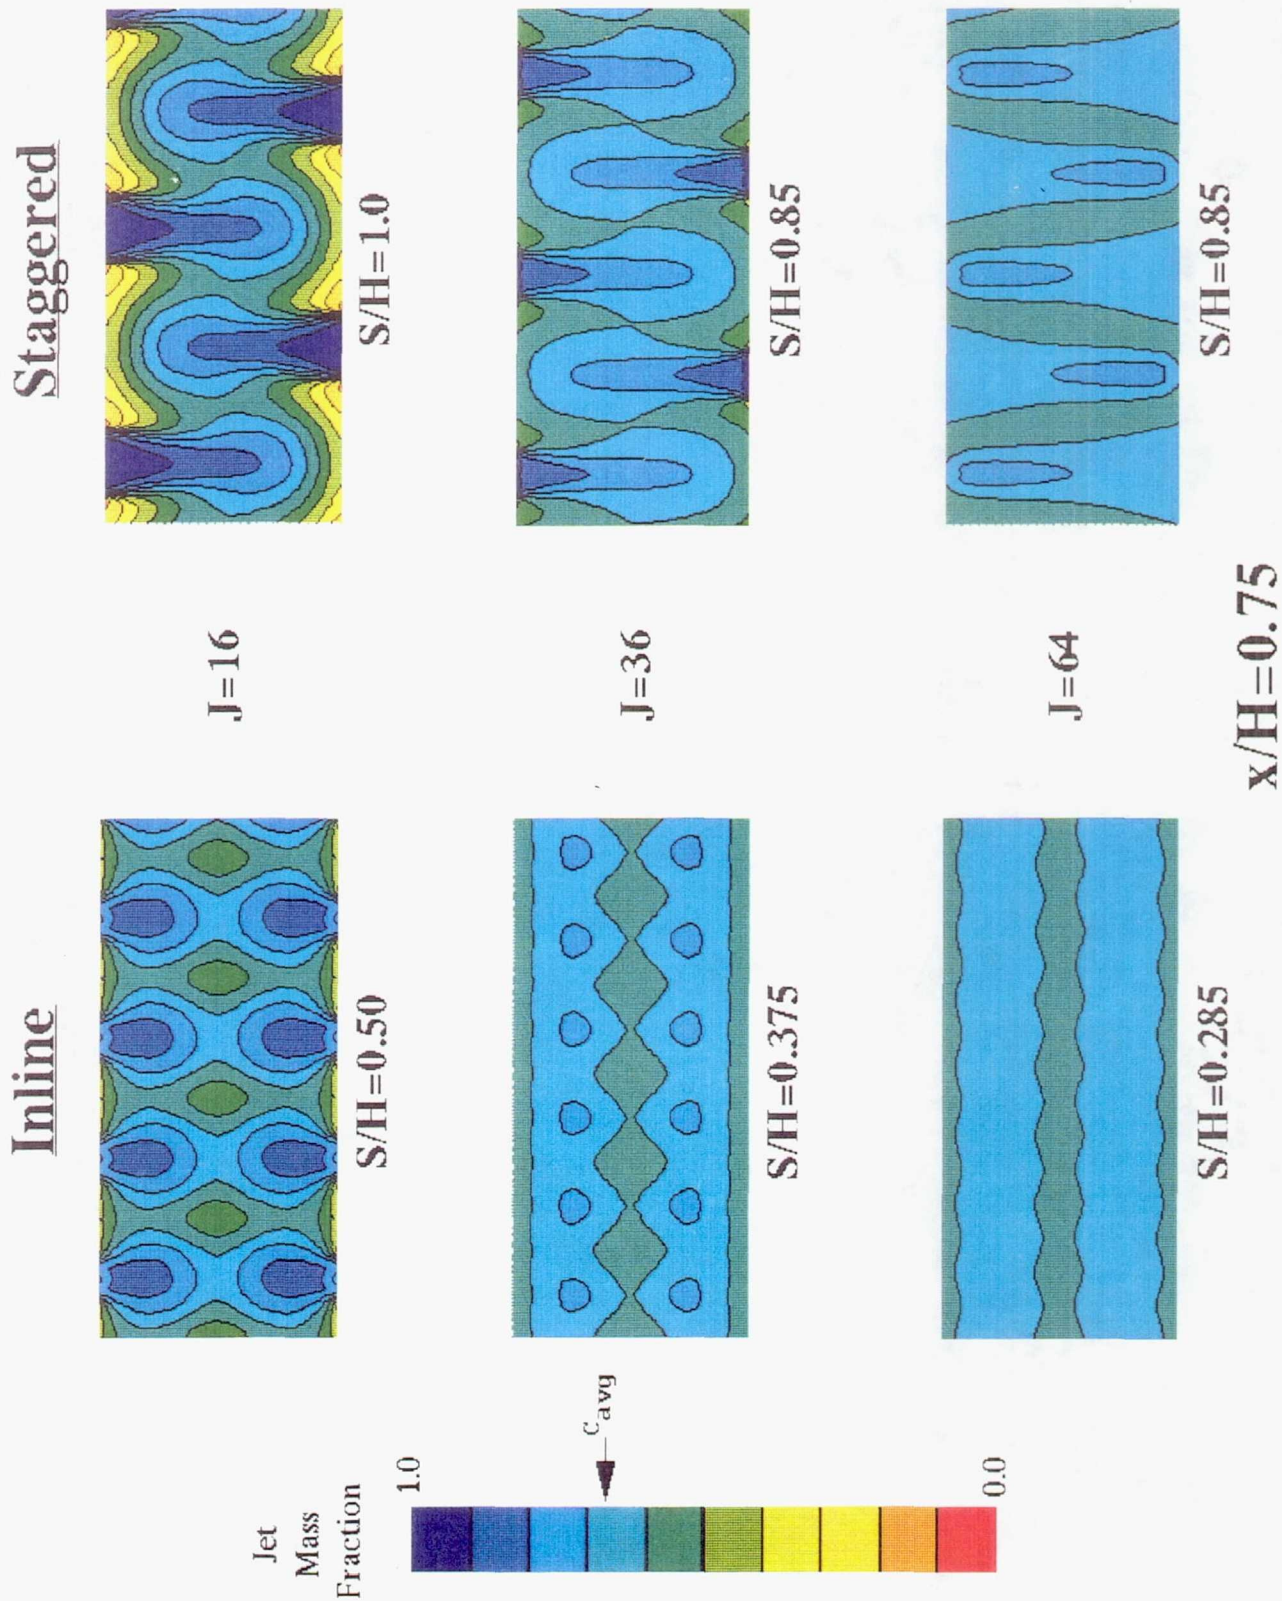 Inline
Staggered
Jet
Mass
Fraction
1.0
c_avg
0.0
S/H=0.50
J=16
S/H=1.0
S/H=0.375
J=36
S/H=0.85
S/H=0.285
J=64
S/H=0.85
x/H=0.75